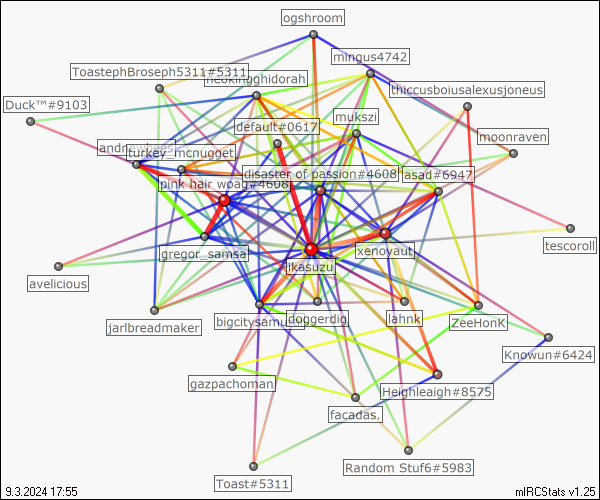 ogshroom
mingus4742
ToastephBroseph5311#5311
neokingghidorah
thiccusboiusalexusjoneus
Duck™#9103
mukszi
default#0617
moonraven
turkey_mcnugget
disaster of passion#4608
asad#6947
pink hair woag#4608
gregor_samsa
xenoyaut
tescoroll
ikasuzu
avelicious
jarlbreadmaker
doggerdig
lahnk
ZeeHonK
Knowun#6424
gazpachoman
Heighleaigh#8575
facadas.
Random Stuf6#5983
Toast#5311
9.3.2024 17:55
mIRCStats v1.25